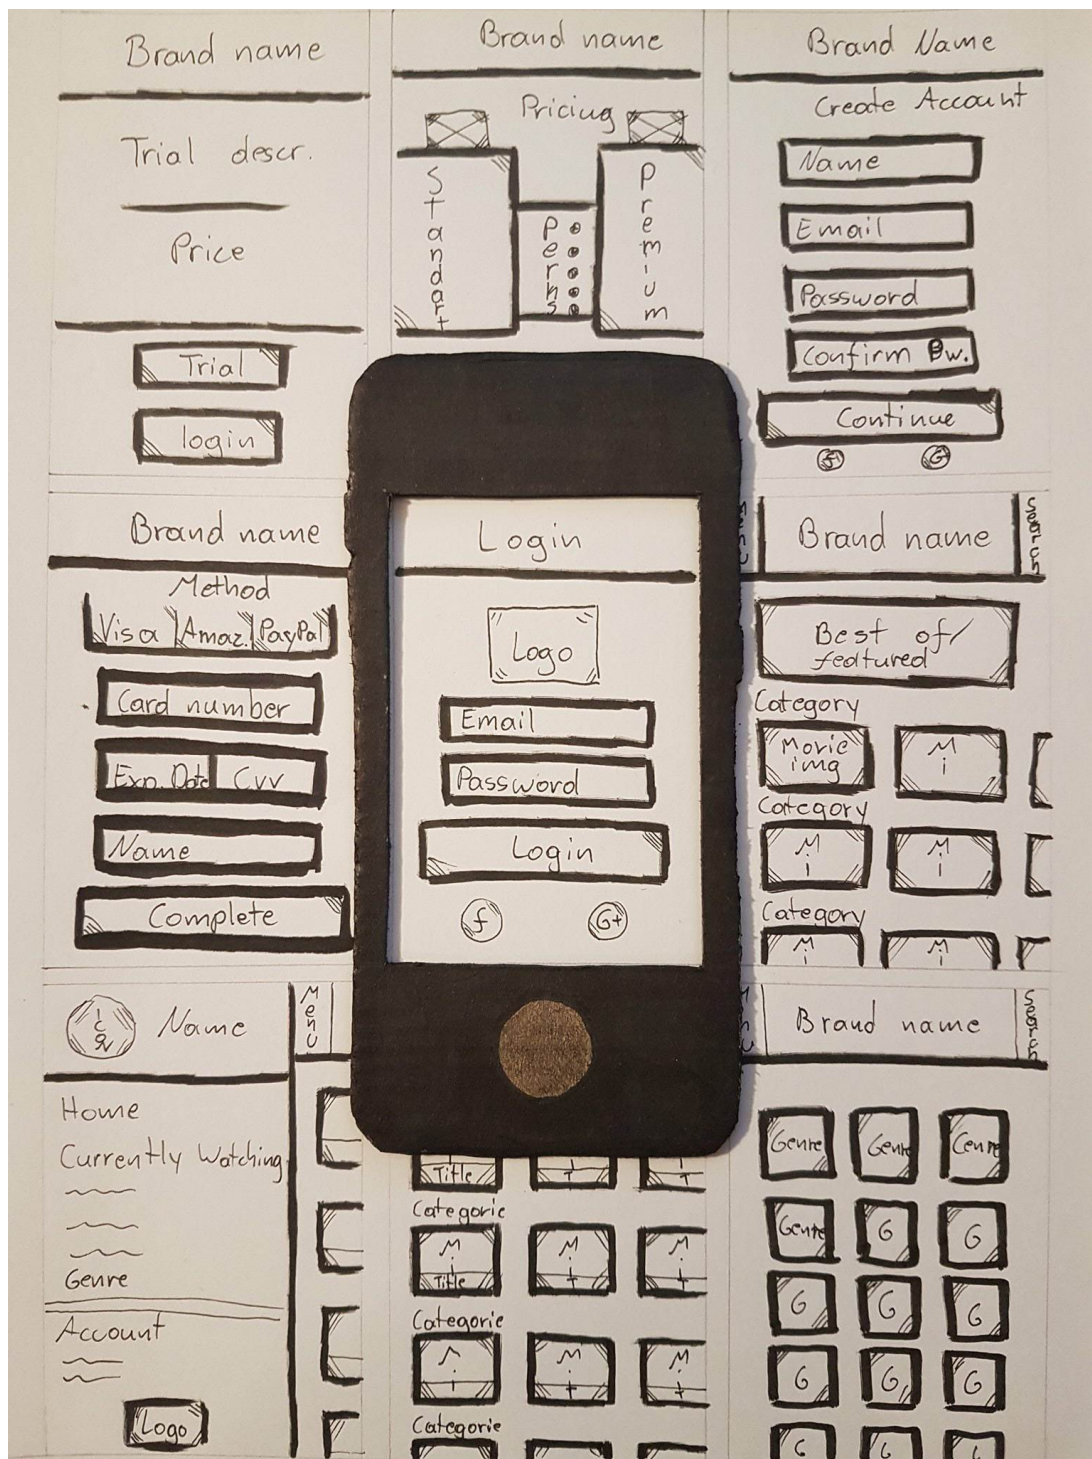 Brand name
Trial descr.
Price
Trial
login
Brand name
Pricing
Standart
Perks
Premium
Brand Name
Create Account
Name
Email
Password
Confirm Pw.
Continue
f
G+
Brand name
Method
Visa Amaz. PayPal
Card number
Exp. Date CVV
Name
Complete
Login
Logo
Email
Password
Login
f
G+
Menu Brand name Search
Best of/
featured
Category
Movie
img
M
i
Category
M
i
M
i
Category
M
i
M
i
Icon Name
Menu
Home
Currently Watching
Genre
Account
Logo
Title
T
T
Categorie
M
i
Title
M
i
T
M
i
T
Categorie
M
i
T
M
i
T
M
i
T
Categorie
Menu Brand name Search
Genre Genre Genre
Genre G G
G G G
G G G
G G G